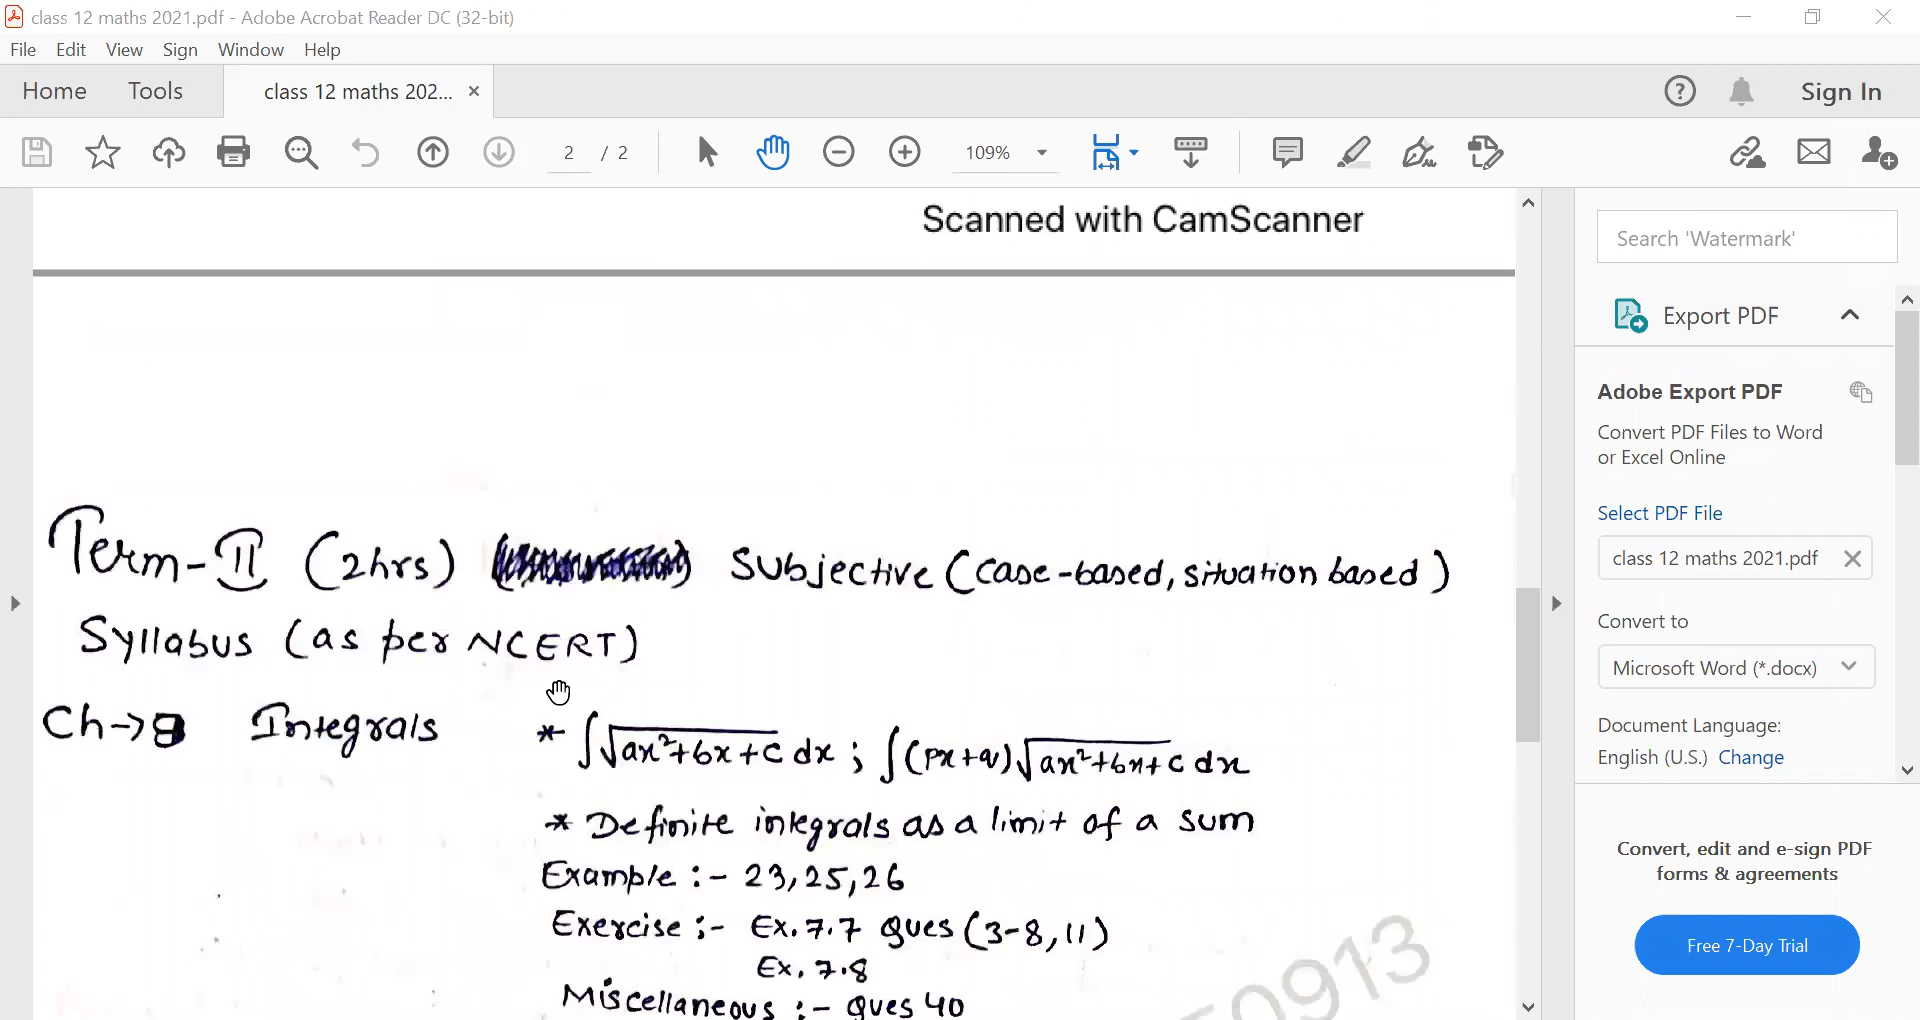 class 12 maths 2021.pdf - Adobe Acrobat Reader DC (32-bit)
File Edit View Sign Window Help
Home Tools class 12 maths 202... × ? Sign In
2 / 2 109%
Scanned with CamScanner
Term-II (2hrs) Subjective (case-based, situation based)
Syllabus (as per NCERT)
Ch→ Integrals * ∫√ax²+bx+c dx ; ∫(px+q)√ax²+bx+c dx
* Definite integrals as a limit of a sum
Example :- 23,25,26
Exercise :- Ex. 7.7 Ques (3-8, 11)
Ex. 7.8
Miscellaneous :- Ques 40
0913
Search 'Watermark'
Export PDF
Adobe Export PDF
Convert PDF Files to Word
or Excel Online
Select PDF File
class 12 maths 2021.pdf
Convert to
Microsoft Word (*.docx)
Document Language:
English (U.S.) Change
Convert, edit and e-sign PDF
forms & agreements
Free 7-Day Trial